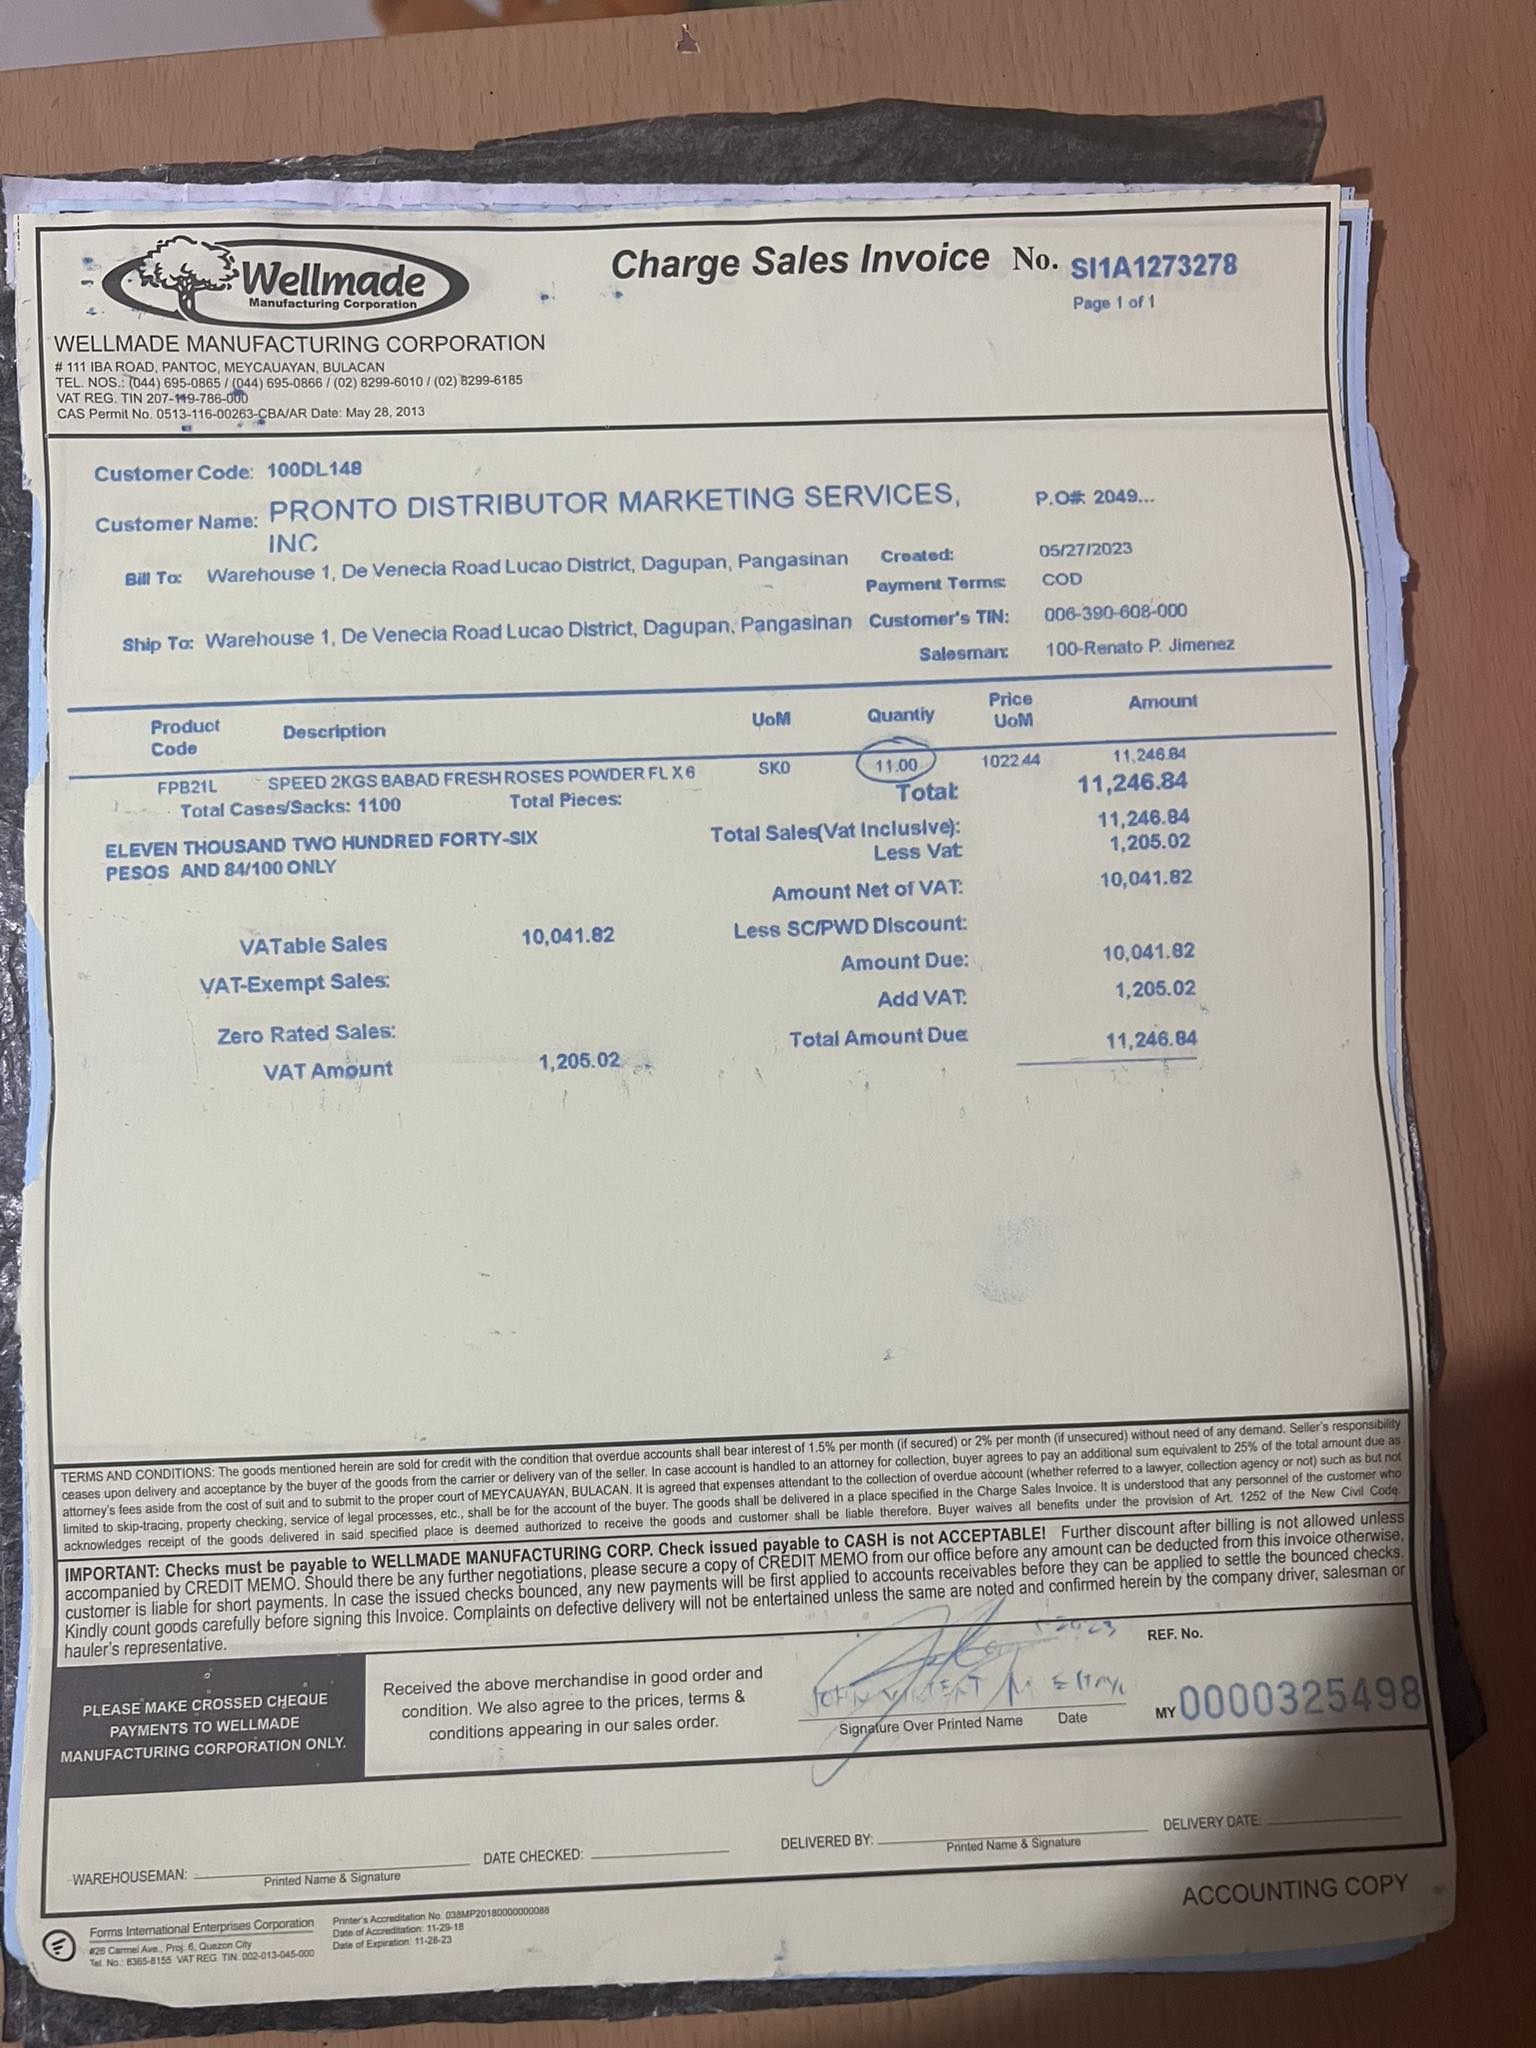 Wellmade
Manufacturing Corporation
Charge Sales Invoice No. SI1A1273278
Page 1 of 1
WELLMADE MANUFACTURING CORPORATION
# 111 IBA ROAD, PANTOC, MEYCAUAYAN, BULACAN
TEL. NOS.: (044) 695-0865 / (044) 695-0866 / (02) 8299-6010 / (02) 8299-6185
VAT REG. TIN 207-119-786-000
CAS Permit No. 0513-116-00263-CBA/AR Date: May 28, 2013
Customer Code: 100DL148
Customer Name: PRONTO DISTRIBUTOR MARKETING SERVICES, INC
P.O#: 2049...
Bill To: Warehouse 1, De Venecia Road Lucao District, Dagupan, Pangasinan
Created: 05/27/2023
Payment Terms: COD
Ship To: Warehouse 1, De Venecia Road Lucao District, Dagupan, Pangasinan
Customer's TIN: 006-390-608-000
Salesman: 100-Renato P. Jimenez
Product Code Description UoM Quantiy Price UoM Amount
FPB21L SPEED 2KGS BABAD FRESH ROSES POWDER FL X 6 SK0 11.00 1022.44 11,246.84
Total Cases/Sacks: 1100 Total Pieces: Total: 11,246.84
ELEVEN THOUSAND TWO HUNDRED FORTY-SIX
PESOS AND 84/100 ONLY
Total Sales(Vat Inclusive): 11,246.84
Less Vat: 1,205.02
Amount Net of VAT: 10,041.82
VATable Sales 10,041.82
Less SC/PWD Discount:
VAT-Exempt Sales:
Amount Due: 10,041.82
Add VAT: 1,205.02
Zero Rated Sales:
Total Amount Due: 11,246.84
VAT Amount 1,205.02
TERMS AND CONDITIONS: The goods mentioned herein are sold for credit with the condition that overdue accounts shall bear interest of 1.5% per month (if secured) or 2% per month (if unsecured) without need of any demand. Seller's responsibility
ceases upon delivery and acceptance by the buyer of the goods from the carrier or delivery van of the seller. In case account is handled to an attorney for collection, buyer agrees to pay an additional sum equivalent to 25% of the total amount due as
attorney's fees aside from the cost of suit and to submit to the proper court of MEYCAUAYAN, BULACAN. It is agreed that expenses attendant to the collection of overdue account (whether referred to a lawyer, collection agency or not) such as but not
limited to skip-tracing, property checking, service of legal processes, etc., shall be for the account of the buyer. The goods shall be delivered in a place specified in the Charge Sales Invoice. It is understood that any personnel of the customer who
acknowledges receipt of the goods delivered in said specified place is deemed authorized to receive the goods and customer shall be liable therefore. Buyer waives all benefits under the provision of Art. 1252 of the New Civil Code.
IMPORTANT: Checks must be payable to WELLMADE MANUFACTURING CORP. Check issued payable to CASH is not ACCEPTABLE! Further discount after billing is not allowed unless
accompanied by CREDIT MEMO. Should there be any further negotiations, please secure a copy of CREDIT MEMO from our office before any amount can be deducted from this invoice otherwise,
customer is liable for short payments. In case the issued checks bounced, any new payments will be first applied to accounts receivables before they can be applied to settle the bounced checks.
Kindly count goods carefully before signing this Invoice. Complaints on defective delivery will not be entertained unless the same are noted and confirmed herein by the company driver, salesman or
hauler's representative.
PLEASE MAKE CROSSED CHEQUE
PAYMENTS TO WELLMADE
MANUFACTURING CORPORATION ONLY.
Received the above merchandise in good order and
condition. We also agree to the prices, terms &
conditions appearing in our sales order.
2023
JOHN VINCENT M
Signature Over Printed Name Date
REF. No.
MY 0000325498
WAREHOUSEMAN: DATE CHECKED: DELIVERED BY: DELIVERY DATE:
Printed Name & Signature Printed Name & Signature
ACCOUNTING COPY
Forms International Enterprises Corporation
#26 Carmel Ave., Proj. 6, Quezon City
Tel. No.: 8365-8155 VAT REG. TIN: 002-013-045-000
Printer's Accreditation No. 038MP20180000000088
Date of Accreditation: 11-29-18
Date of Expiration: 11-28-23